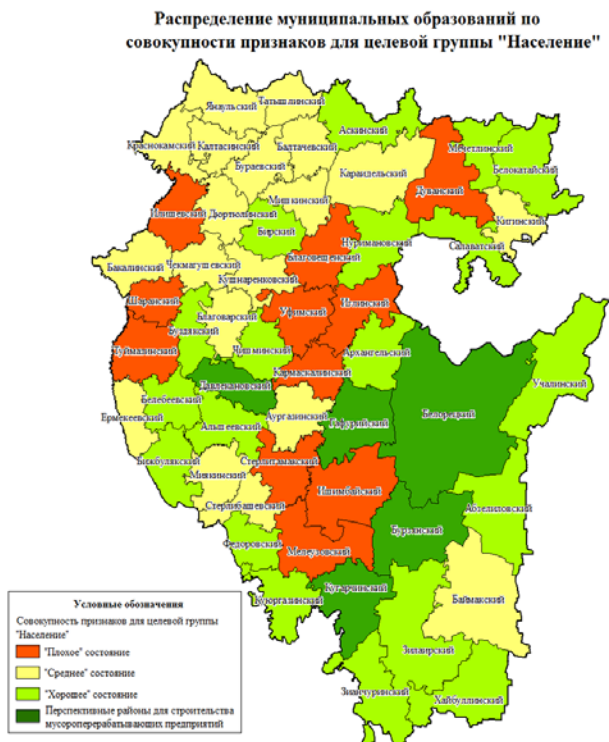 Распределение муниципальных образований по
совокупности признаков для целевой группы "Население"
Татышлинский
Янаульский
Аскинский
Краснокамский
Калтасинский
Балтачевский
Мечетлинский
Бураевский
Караидельский
Белокатайский
Дуванский
Мишкинский
Кигинский
Илишевский
Дюртюлинский
Бирский
Нуримановский
Салаватский
Благовещенский
Чекмагушевский
Бакалинский
Кушнаренковский
Шаранский
Уфимский
Иглинский
Благоварский
Буздякский
Туймазинский
Чишминский
Архангельский
Кармаскалинский
Учалинский
Давлекановский
Белорецкий
Белебеевский
Ермекеевский
Аургазинский
Гафурийский
Альшеевский
Бижбулякский
Стерлитамакский
Миякинский
Ишимбайский
Стерлибашевский
Абзелиловский
Бурзянский
Федоровский
Мелеузовский
Кугарчинский
Баймакский
Куюргазинский
Зилаирский
Зианчуринский
Хайбуллинский
Условные обозначения
Совокупность признаков для целевой группы
"Население"
"Плохое" состояние
"Среднее" состояние
"Хорошее" состояние
Перспективные районы для строительства
мусороперерабатывающих предприятий